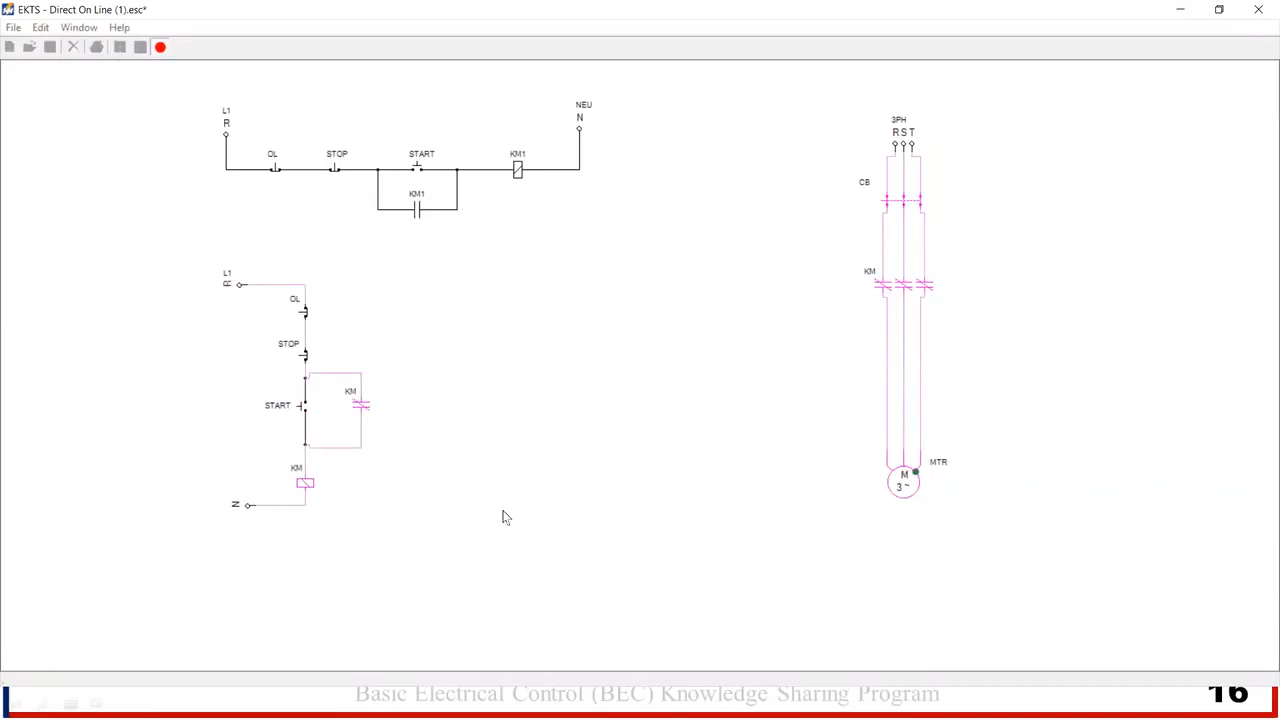 EKTS - Direct On Line (1).esc*
File Edit Window Help
L1
R
NEU
N
OL STOP START KM1
KM1
L1
R
OL
STOP
KM
START
KM
N
3PH
R S T
CB
KM
MTR
M
3 ~
Basic Electrical Control (BEC) Knowledge Sharing Program
16